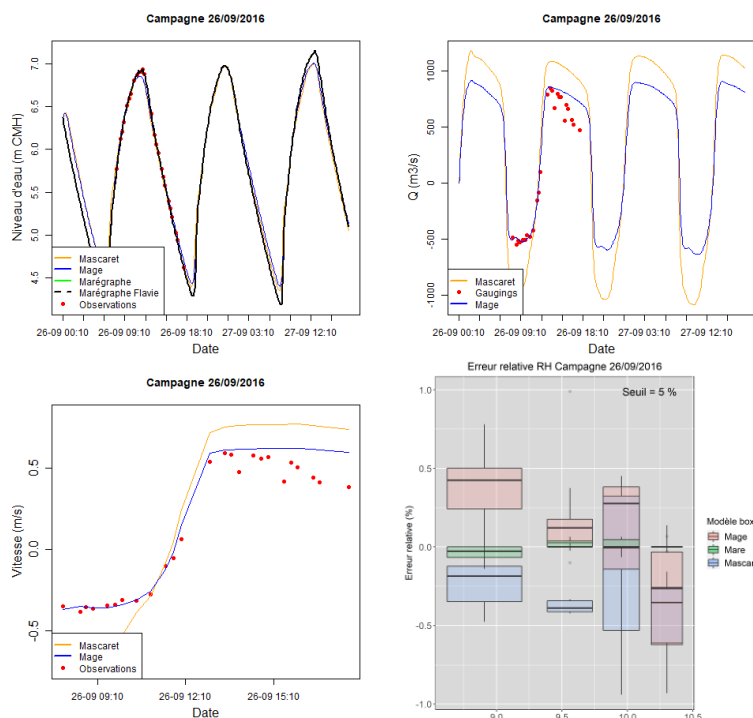 Campagne 26/09/2016
Niveau d'eau (m CMH)
7.0
6.5
6.0
5.5
5.0
4.5
Mascaret
Mage
Marégraphe
Marégraphe Flavie
Observations
26-09 00:10 26-09 09:10 26-09 18:10 27-09 03:10 27-09 12:10
Date
Campagne 26/09/2016
Q (m3/s)
1000
500
0
-500
-1000
Mascaret
Gaugings
Mage
26-09 00:10 26-09 09:10 26-09 18:10 27-09 03:10 27-09 12:10
Date
Campagne 26/09/2016
Vitesse (m/s)
0.5
0.0
-0.5
Mascaret
Mage
Observations
26-09 09:10 26-09 12:10 26-09 15:10
Date
Erreur relative RH Campagne 26/09/2016
Seuil = 5 %
Erreur relative (%)
1.0
0.5
0.0
-0.5
-1.0
9.0 9.5 10.0 10.5
Modèle box
Mage
Mare
Mascar